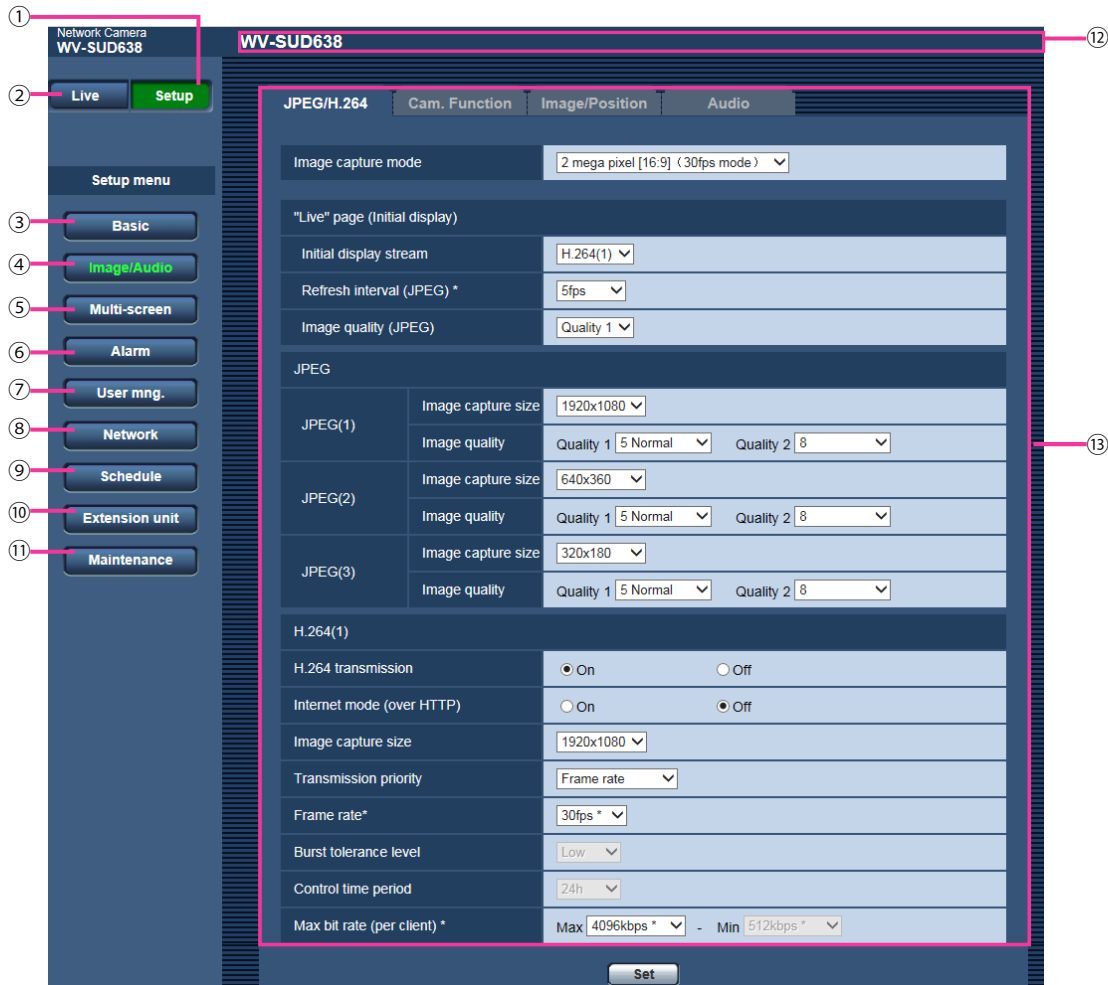 ①
Network Camera
WV-SUD638
WV-SUD638
⑫
② Live Setup
JPEG/H.264 Cam. Function Image/Position Audio
Image capture mode 2 mega pixel [16:9] (30fps mode)
Setup menu
"Live" page (Initial display)
③ Basic
Initial display stream H.264(1)
④ Image/Audio
Refresh interval (JPEG) * 5fps
⑤ Multi-screen
Image quality (JPEG) Quality 1
⑥ Alarm
JPEG
⑦ User mng.
JPEG(1) Image capture size 1920x1080
⑧ Network
Image quality Quality 1 5 Normal Quality 2 8
⑬
⑨ Schedule
JPEG(2) Image capture size 640x360
⑩ Extension unit
Image quality Quality 1 5 Normal Quality 2 8
⑪ Maintenance
JPEG(3) Image capture size 320x180
Image quality Quality 1 5 Normal Quality 2 8
H.264(1)
H.264 transmission On Off
Internet mode (over HTTP) On Off
Image capture size 1920x1080
Transmission priority Frame rate
Frame rate* 30fps *
Burst tolerance level Low
Control time period 24h
Max bit rate (per client) * Max 4096kbps * - Min 512kbps *
Set